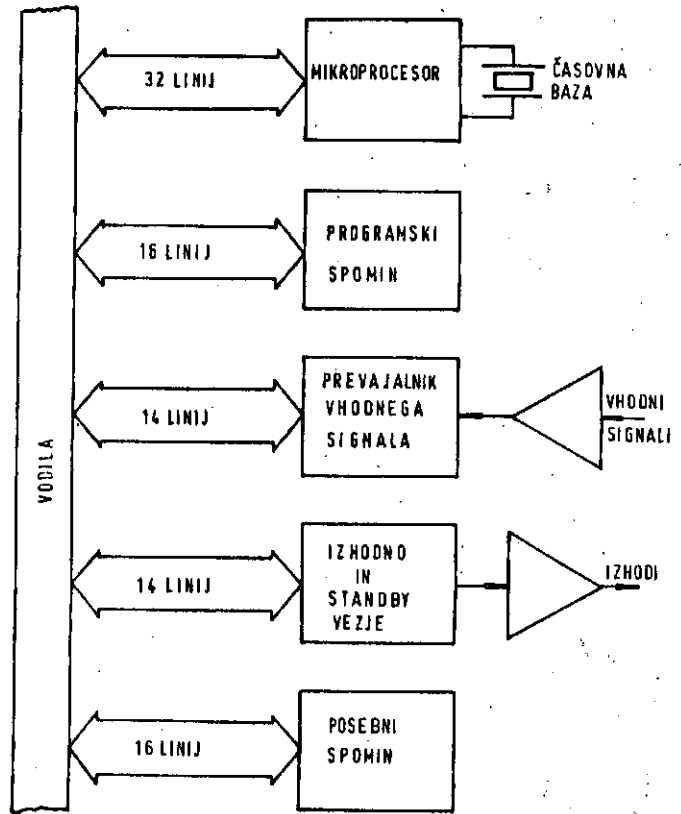 VODILA
32 LINIJ
MIKROPROCESOR
ČASOVNA
BAZA
16 LINIJ
PROGRAMSKI
SPOMIN
14 LINIJ
PREVAJALNIK
VHODNEGA
SIGNALA
VHODNI
SIGNALI
14 LINIJ
IZHODNO
IN
STANDBY
VEZJE
IZHODI
16 LINIJ
POSEBNI
SPOMIN